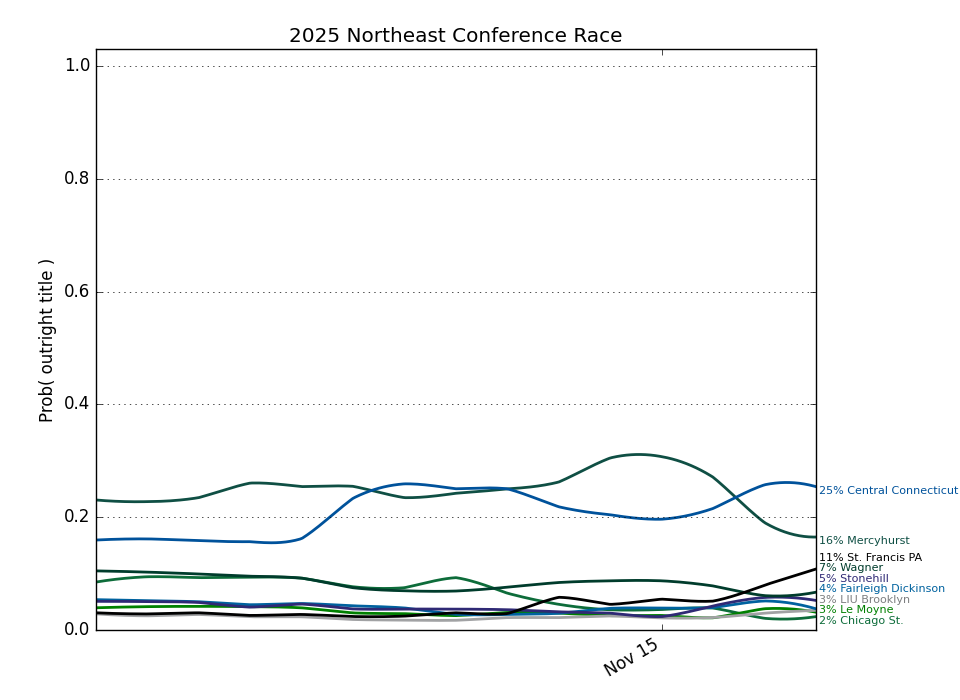 2025 Northeast Conference Race
1.0
0.8
0.6
0.4
0.2
0.0
Prob( outright title )
Nov 15
25% Central Connecticut
16% Mercyhurst
11% St. Francis PA
7% Wagner
5% Stonehill
4% Fairleigh Dickinson
3% LIU Brooklyn
3% Le Moyne
2% Chicago St.